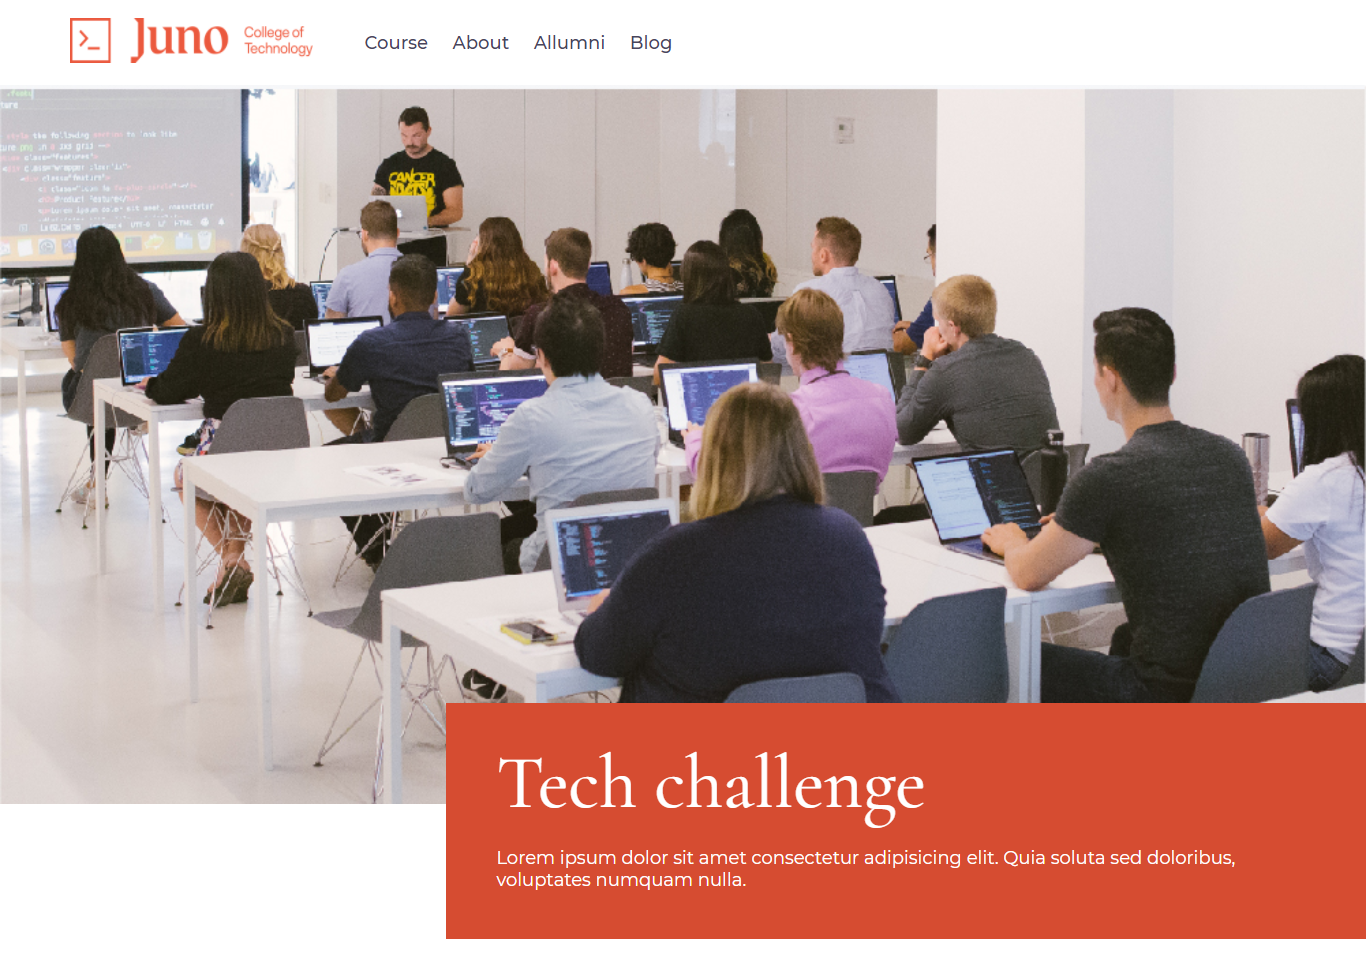 Juno College of
Technology
Course About Allumni Blog
CANCER
Tech challenge
Lorem ipsum dolor sit amet consectetur adipisicing elit. Quia soluta sed doloribus,
voluptates numquam nulla.